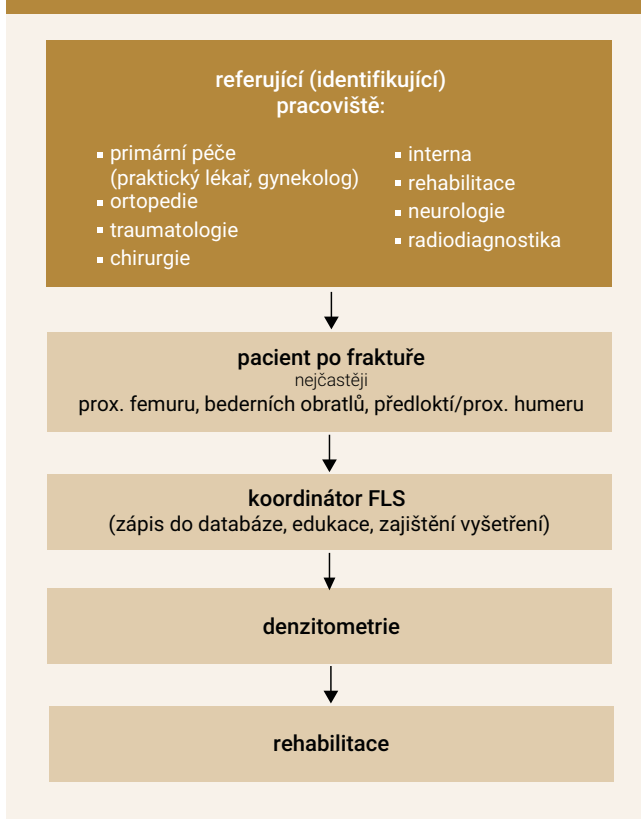 referující (identifikující)
pracoviště:
▪ primární péče
(praktický lékař, gynekolog)
▪ ortopedie
▪ traumatologie
▪ chirurgie
▪ interna
▪ rehabilitace
▪ neurologie
▪ radiodiagnostika
pacient po fraktuře
nejčastěji
prox. femuru, bederních obratlů, předloktí/prox. humeru
koordinátor FLS
(zápis do databáze, edukace, zajištění vyšetření)
denzitometrie
rehabilitace